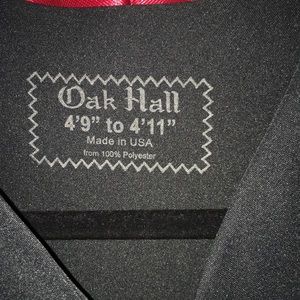 Oak Hall
4'9" to 4'11"
Made in USA
from 100% Polyester